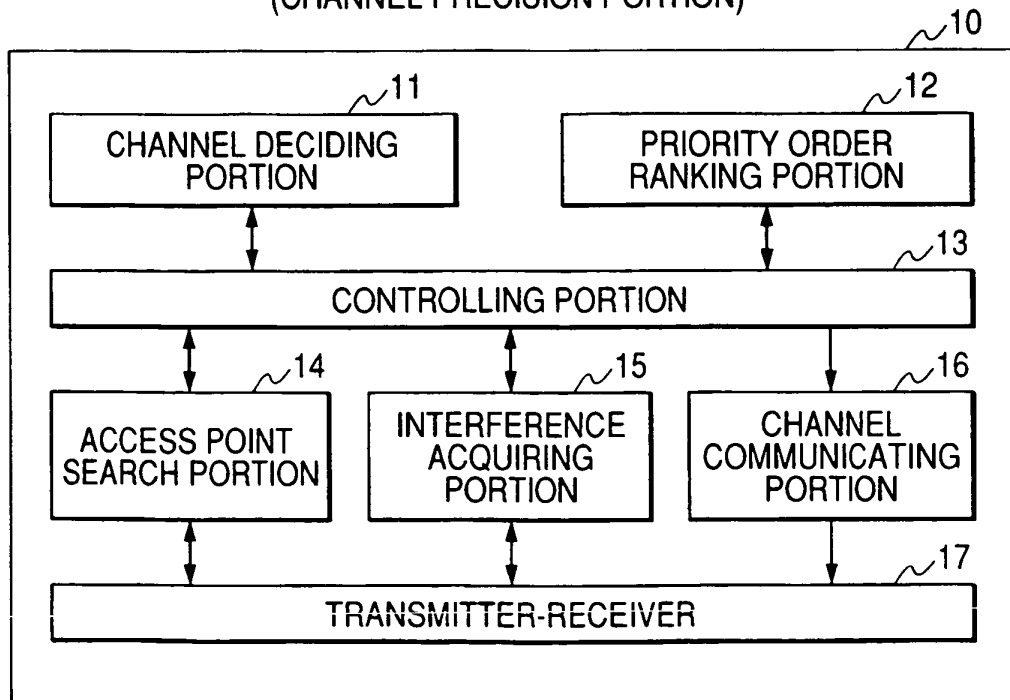 (CHANNEL PRECISION PORTION)
10
11
12
CHANNEL DECIDING
PORTION
PRIORITY ORDER
RANKING PORTION
13
CONTROLLING PORTION
14
15
16
ACCESS POINT
SEARCH PORTION
INTERFERENCE
ACQUIRING
PORTION
CHANNEL
COMMUNICATING
PORTION
17
TRANSMITTER-RECEIVER